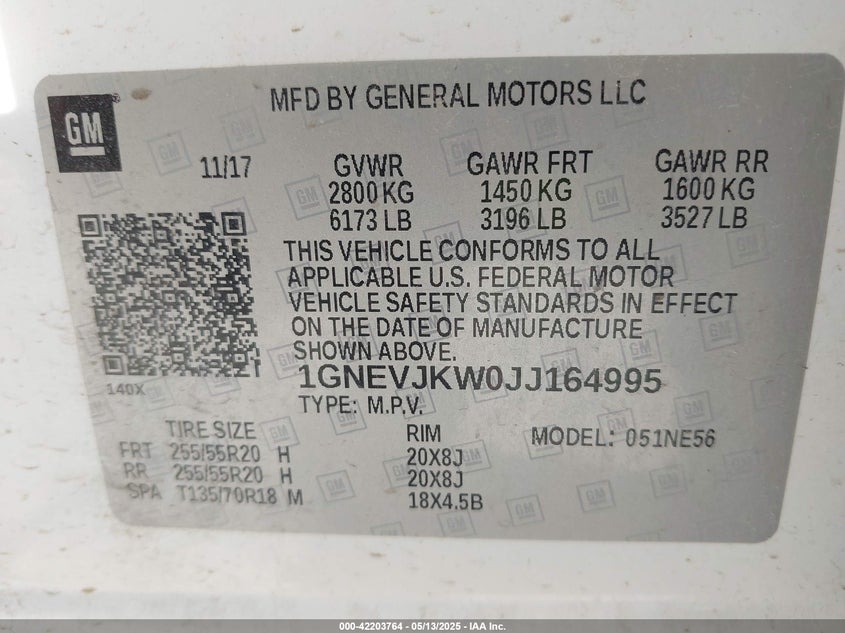 GM
MFD BY GENERAL MOTORS LLC
11/17 GVWR GAWR FRT GAWR RR
2800 KG 1450 KG 1600 KG
6173 LB 3196 LB 3527 LB
THIS VEHICLE CONFORMS TO ALL
APPLICABLE U.S. FEDERAL MOTOR
VEHICLE SAFETY STANDARDS IN EFFECT
ON THE DATE OF MANUFACTURE
SHOWN ABOVE.
140X
1GNEVJKW0JJ164995
TYPE: M.P.V.
TIRE SIZE RIM MODEL: 051NE56
FRT 255/55R20 H 20X8J
RR 255/55R20 H 20X8J
SPA T135/70R18 M 18X4.5B
000-42203764 - 05/13/2025 - IAA Inc.